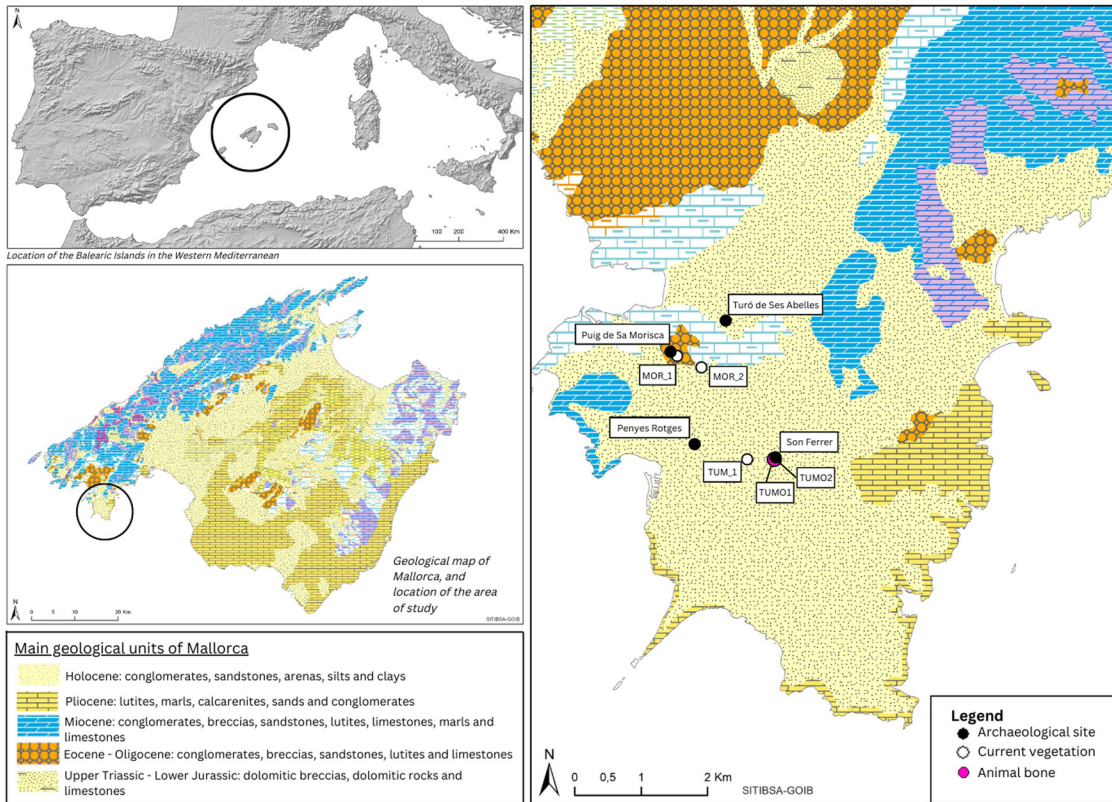 N
0 100 200 400 Km
Location of the Balearic Islands in the Western Mediterranean
Geological map of
Mallorca, and
location of the area
of study
N
0 10 20 Km
SITIBSA-GOIB
Main geological units of Mallorca
Holocene: conglomerates, sandstones, arenas, silts and clays
Pliocene: lutites, marls, calcarenites, sands and conglomerates
Miocene: conglomerates, breccias, sandstones, lutites, limestones, marls and
limestones
Eocene - Oligocene: conglomerates, breccias, sandstones, lutites and limestones
Upper Triassic - Lower Jurassic: dolomitic breccias, dolomitic rocks and
limestones
Turó de Ses Abelles
Puig de Sa Morisca
MOR_1
MOR_2
Penyes Rotges
Son Ferrer
TUM_1
TUMO2
TUMO1
N
0 0,5 1 2 Km
SITIBSA-GOIB
Legend
Archaeological site
Current vegetation
Animal bone